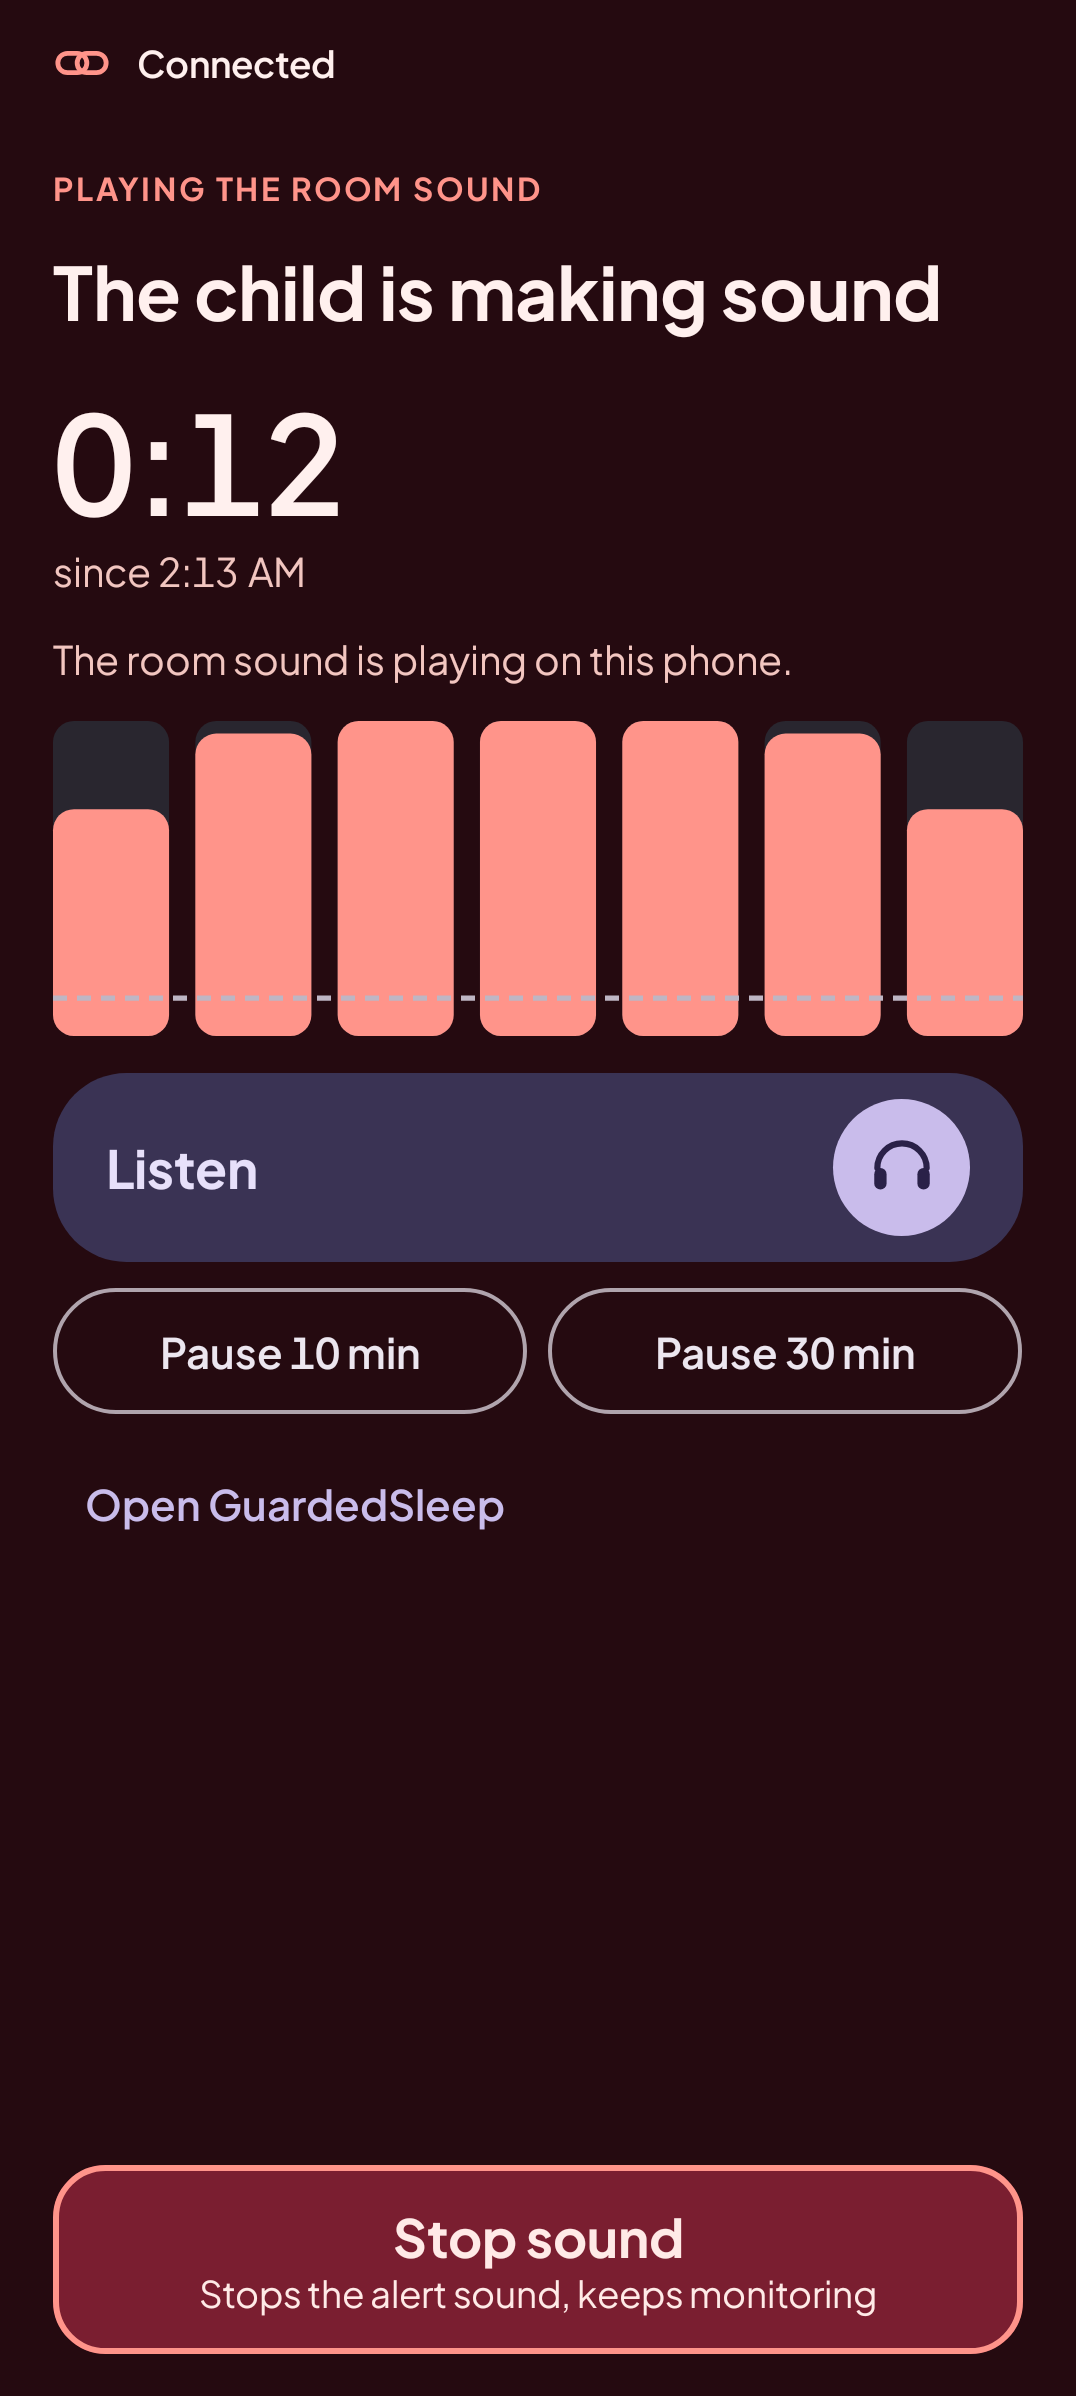 Connected
PLAYING THE ROOM SOUND
The child is making sound
0:12
since 2:13 AM
The room sound is playing on this phone.
Listen
Pause 10 min
Pause 30 min
Open GuardedSleep
Stop sound
Stops the alert sound, keeps monitoring